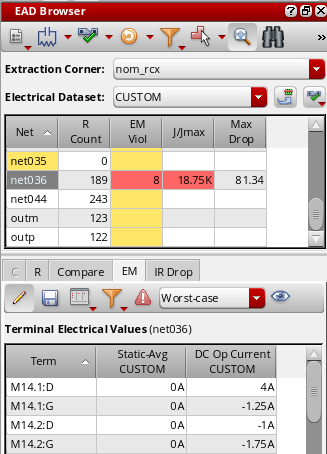 EAD Browser
Extraction Corner: nom_rcx
Electrical Dataset: CUSTOM
Net R Count EM Viol J/Jmax Max Drop
net035 0
net036 189 8 18.75K 81.34
net044 243
outm 123
outp 122
C R Compare EM IR Drop
Worst-case
Terminal Electrical Values (net036)
Term Static-Avg CUSTOM DC Op Current CUSTOM
M14.1:D 0A 4A
M14.1:G 0A -1.25A
M14.2:D 0A -1A
M14.2:G 0A -1.75A